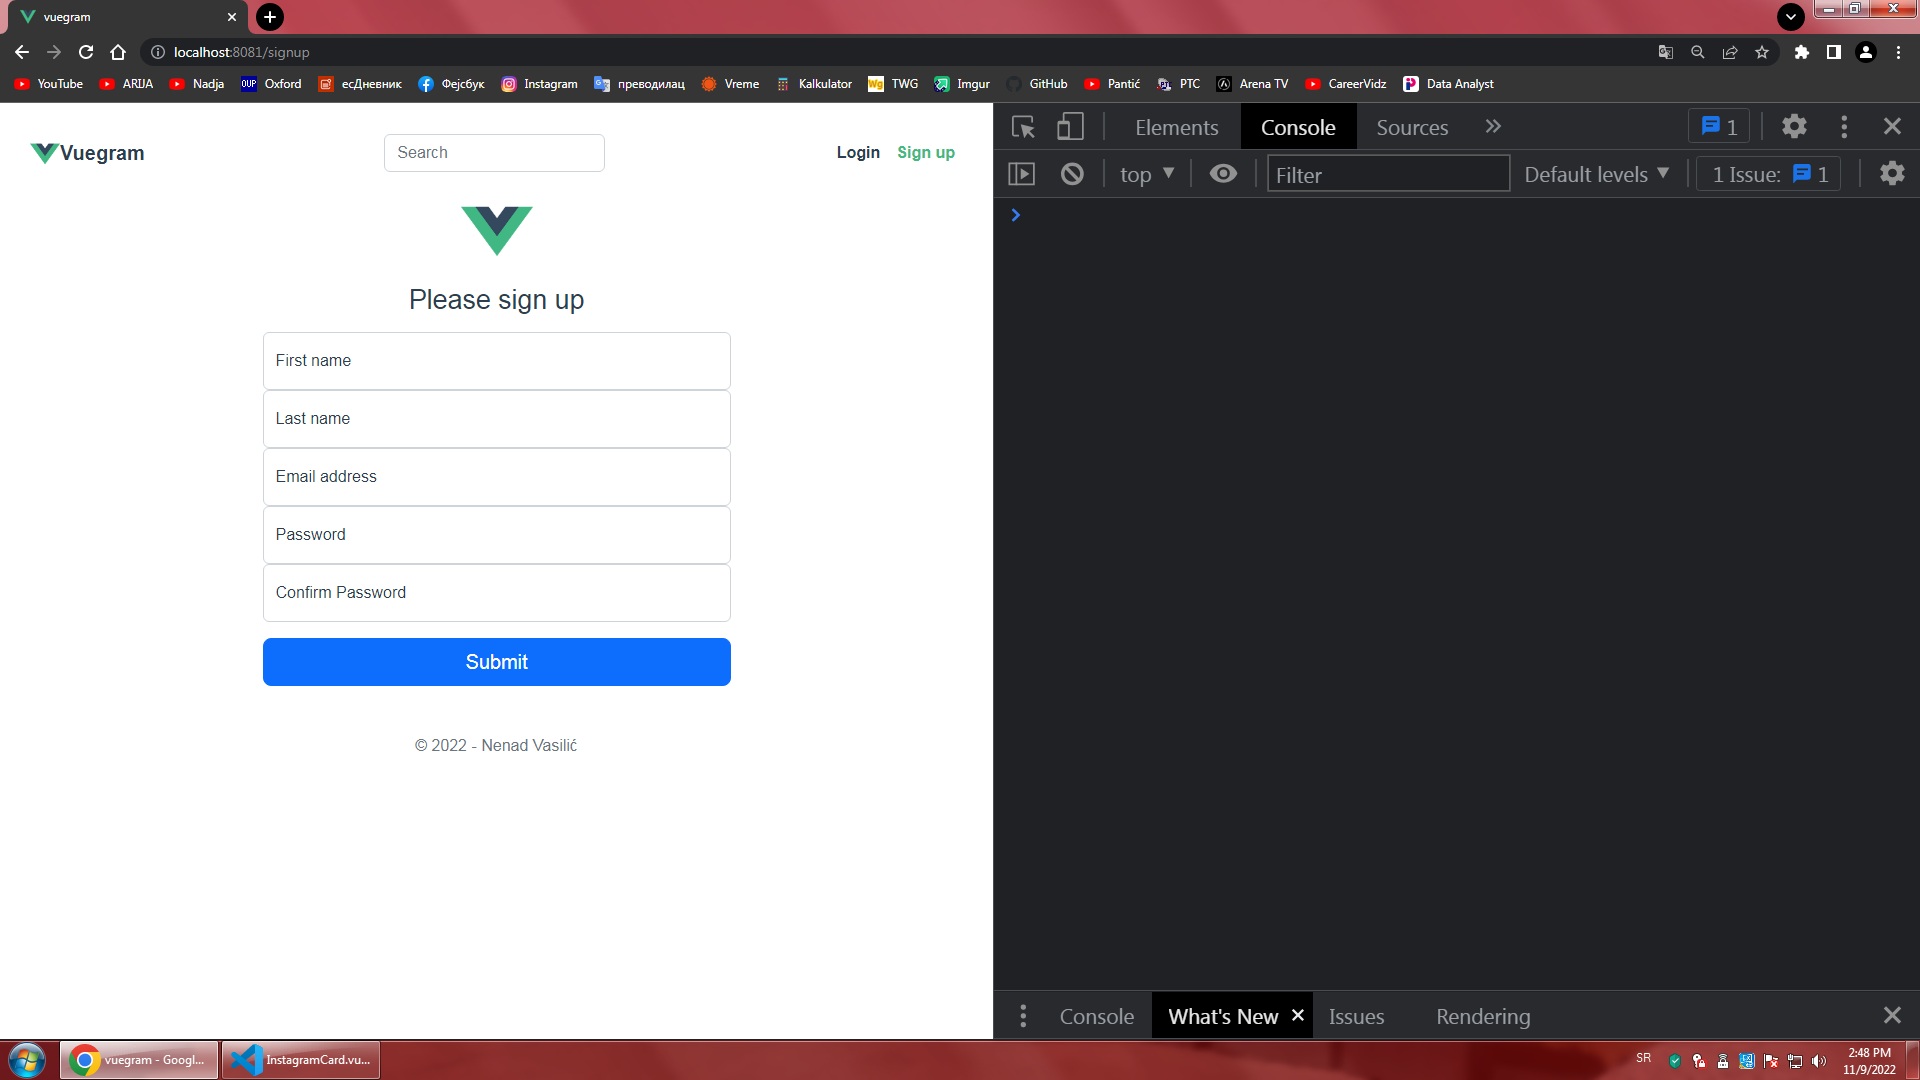 vuegram
localhost:8081/signup
YouTube ARIJA Nadja OUP Oxford есДневник Фејсбук Instagram преводилац Vreme Kalkulator Wg TWG Imgur GitHub Pantić РТС Arena TV CareerVidz Data Analyst
Vuegram Search Login Sign up
Please sign up
First name
Last name
Email address
Password
Confirm Password
Submit
© 2022 - Nenad Vasilić
Elements Console Sources 1
top Filter Default levels 1 Issue: 1
Console What's New Issues Rendering
vuegram - Googl... InstagramCard.vu... SR 2:48 PM
11/9/2022